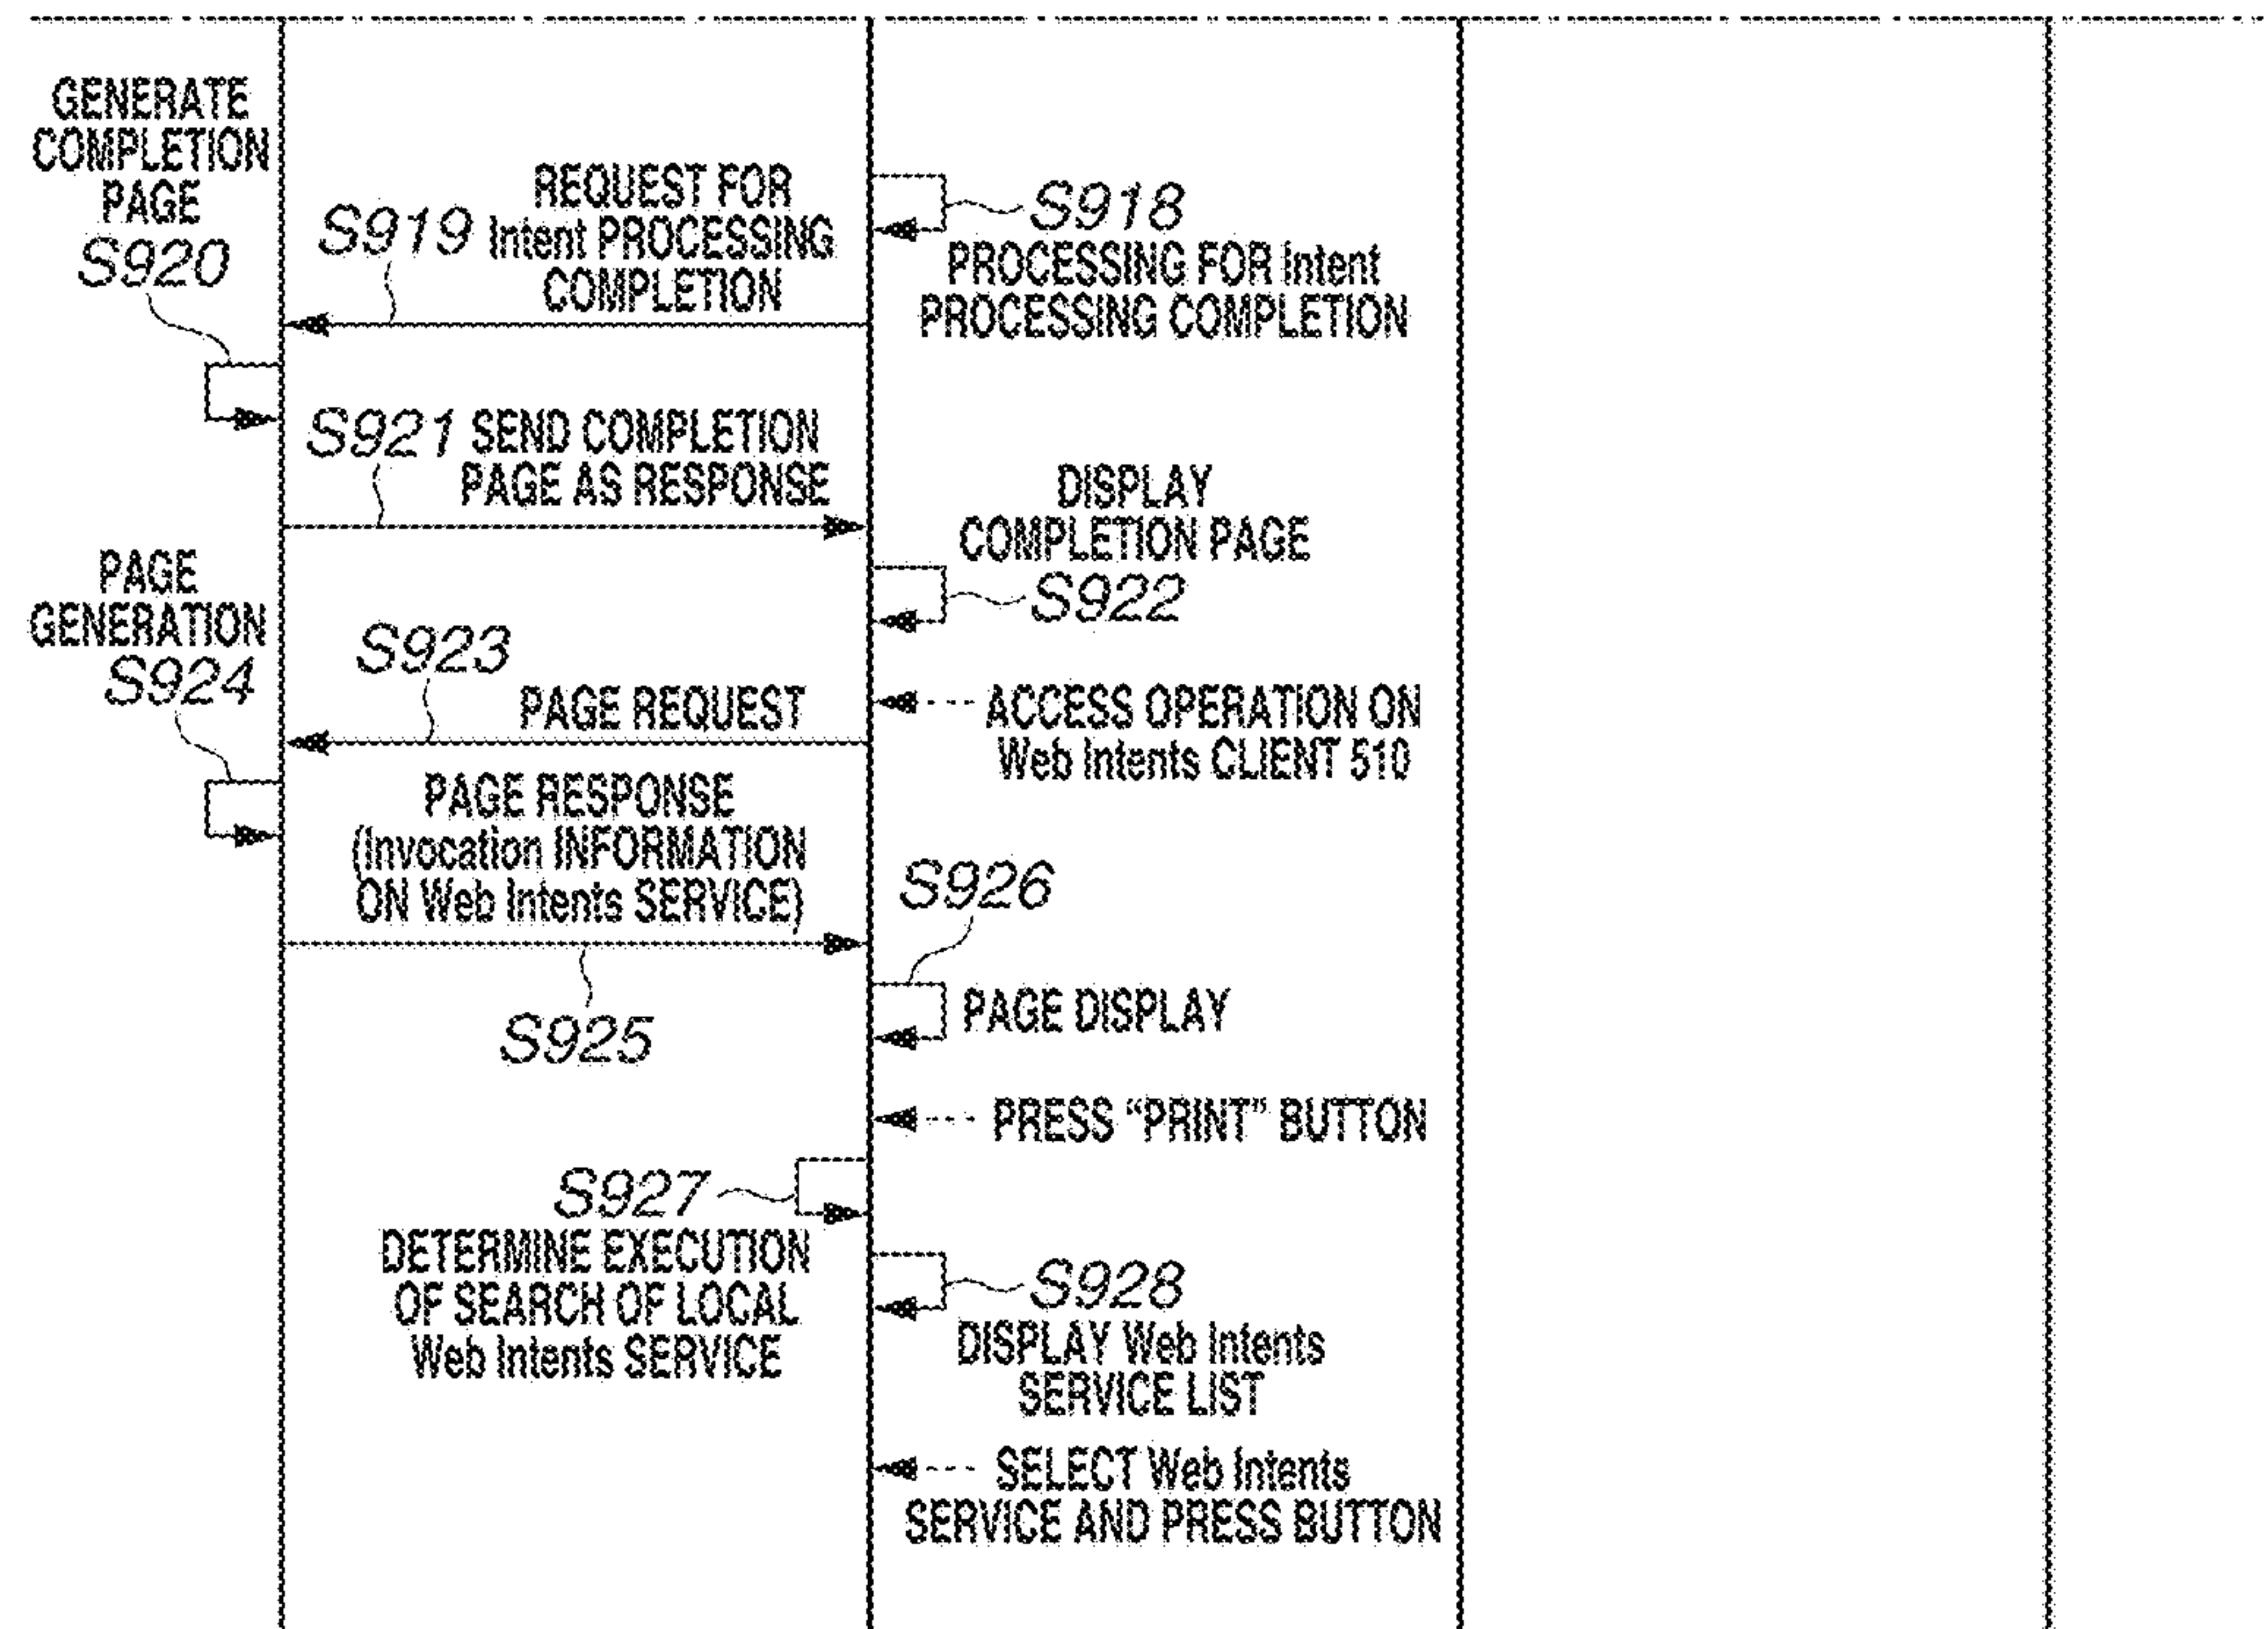 GENERATE
COMPLETION
PAGE
S920
S919
REQUEST FOR
Intent PROCESSING
COMPLETION
S918
PROCESSING FOR Intent
PROCESSING COMPLETION
S921 SEND COMPLETION
PAGE AS RESPONSE
DISPLAY
COMPLETION PAGE
S922
PAGE
GENERATION
S924
S923
PAGE REQUEST
ACCESS OPERATION ON
Web Intents CLIENT 510
PAGE RESPONSE
(Invocation INFORMATION
ON Web Intents SERVICE)
S925
S926
PAGE DISPLAY
PRESS “PRINT” BUTTON
S927
DETERMINE EXECUTION
OF SEARCH OF LOCAL
Web Intents SERVICE
S928
DISPLAY Web Intents
SERVICE LIST
SELECT Web Intents
SERVICE AND PRESS BUTTON